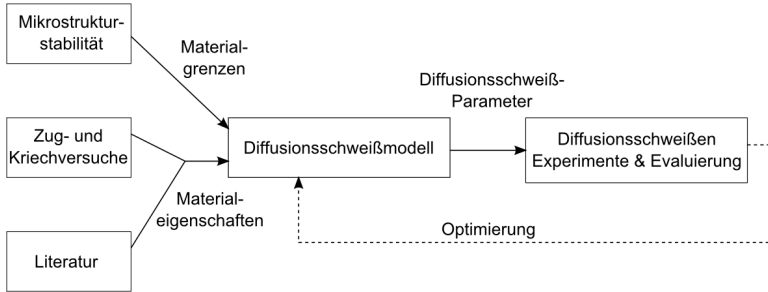 Mikrostruktur-
stabilität
Material-
grenzen
Zug- und
Kriechversuche
Material-
eigenschaften
Literatur
Diffusionsschweißmodell
Diffusionsschweiß-
Parameter
Diffusionsschweißen
Experimente & Evaluierung
Optimierung